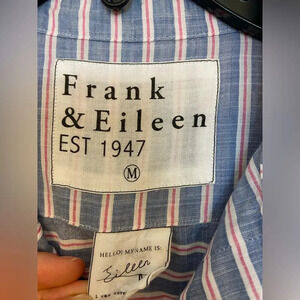 Frank
& Eileen
EST 1947
M
HELLO! MY NAME IS:
Eileen